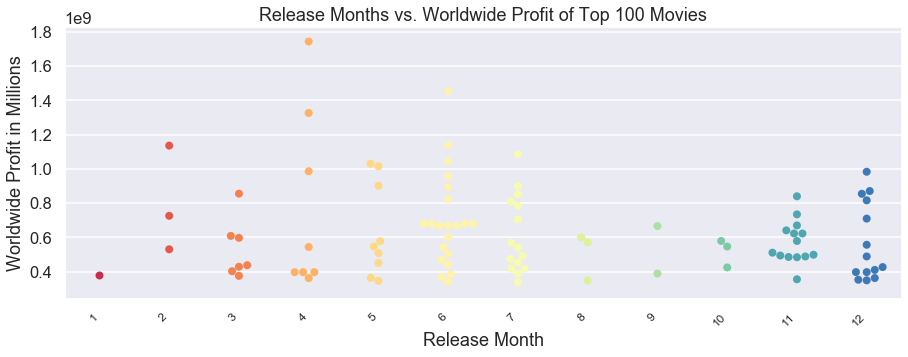 Release Months vs. Worldwide Profit of Top 100 Movies
1e9
Worldwide Profit in Millions
1.8
1.6
1.4
1.2
1.0
0.8
0.6
0.4
1 2 3 4 5 6 7 8 9 10 11 12
Release Month